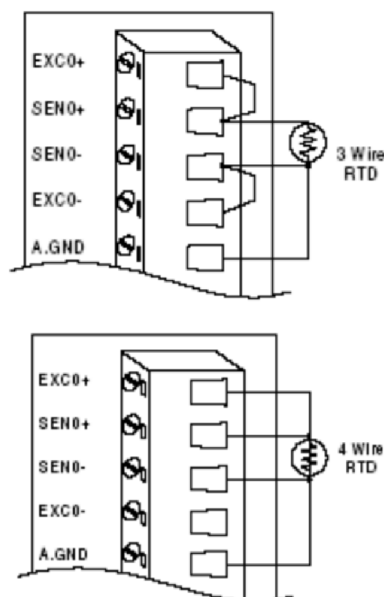 EXC0+
SEN0+
SEN0-
EXC0-
A.GND
3 Wire
RTD
EXC0+
SEN0+
SEN0-
EXC0-
A.GND
4 Wire
RTD